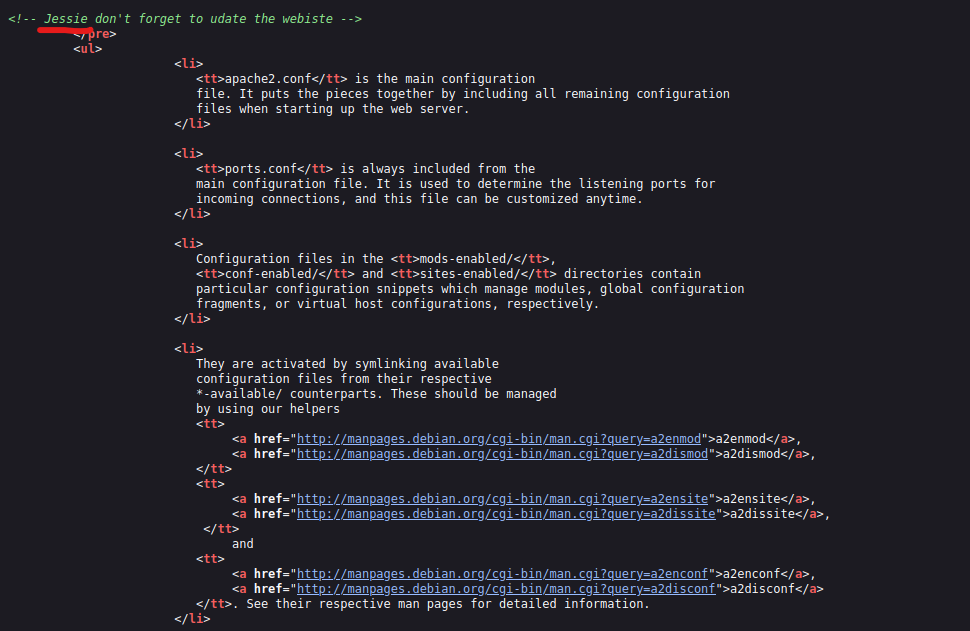 <!-- Jessie don't forget to udate the webiste -->
</pre>
<ul>
<li>
<tt>apache2.conf</tt> is the main configuration
file. It puts the pieces together by including all remaining configuration
files when starting up the web server.
</li>
<li>
<tt>ports.conf</tt> is always included from the
main configuration file. It is used to determine the listening ports for
incoming connections, and this file can be customized anytime.
</li>
<li>
Configuration files in the <tt>mods-enabled/</tt>,
<tt>conf-enabled/</tt> and <tt>sites-enabled/</tt> directories contain
particular configuration snippets which manage modules, global configuration
fragments, or virtual host configurations, respectively.
</li>
<li>
They are activated by symlinking available
configuration files from their respective
*-available/ counterparts. These should be managed
by using our helpers
<tt>
<a href="http://manpages.debian.org/cgi-bin/man.cgi?query=a2enmod">a2enmod</a>,
<a href="http://manpages.debian.org/cgi-bin/man.cgi?query=a2dismod">a2dismod</a>,
</tt>
<tt>
<a href="http://manpages.debian.org/cgi-bin/man.cgi?query=a2ensite">a2ensite</a>,
<a href="http://manpages.debian.org/cgi-bin/man.cgi?query=a2dissite">a2dissite</a>,
</tt>
and
<tt>
<a href="http://manpages.debian.org/cgi-bin/man.cgi?query=a2enconf">a2enconf</a>,
<a href="http://manpages.debian.org/cgi-bin/man.cgi?query=a2disconf">a2disconf</a>
</tt>. See their respective man pages for detailed information.
</li>